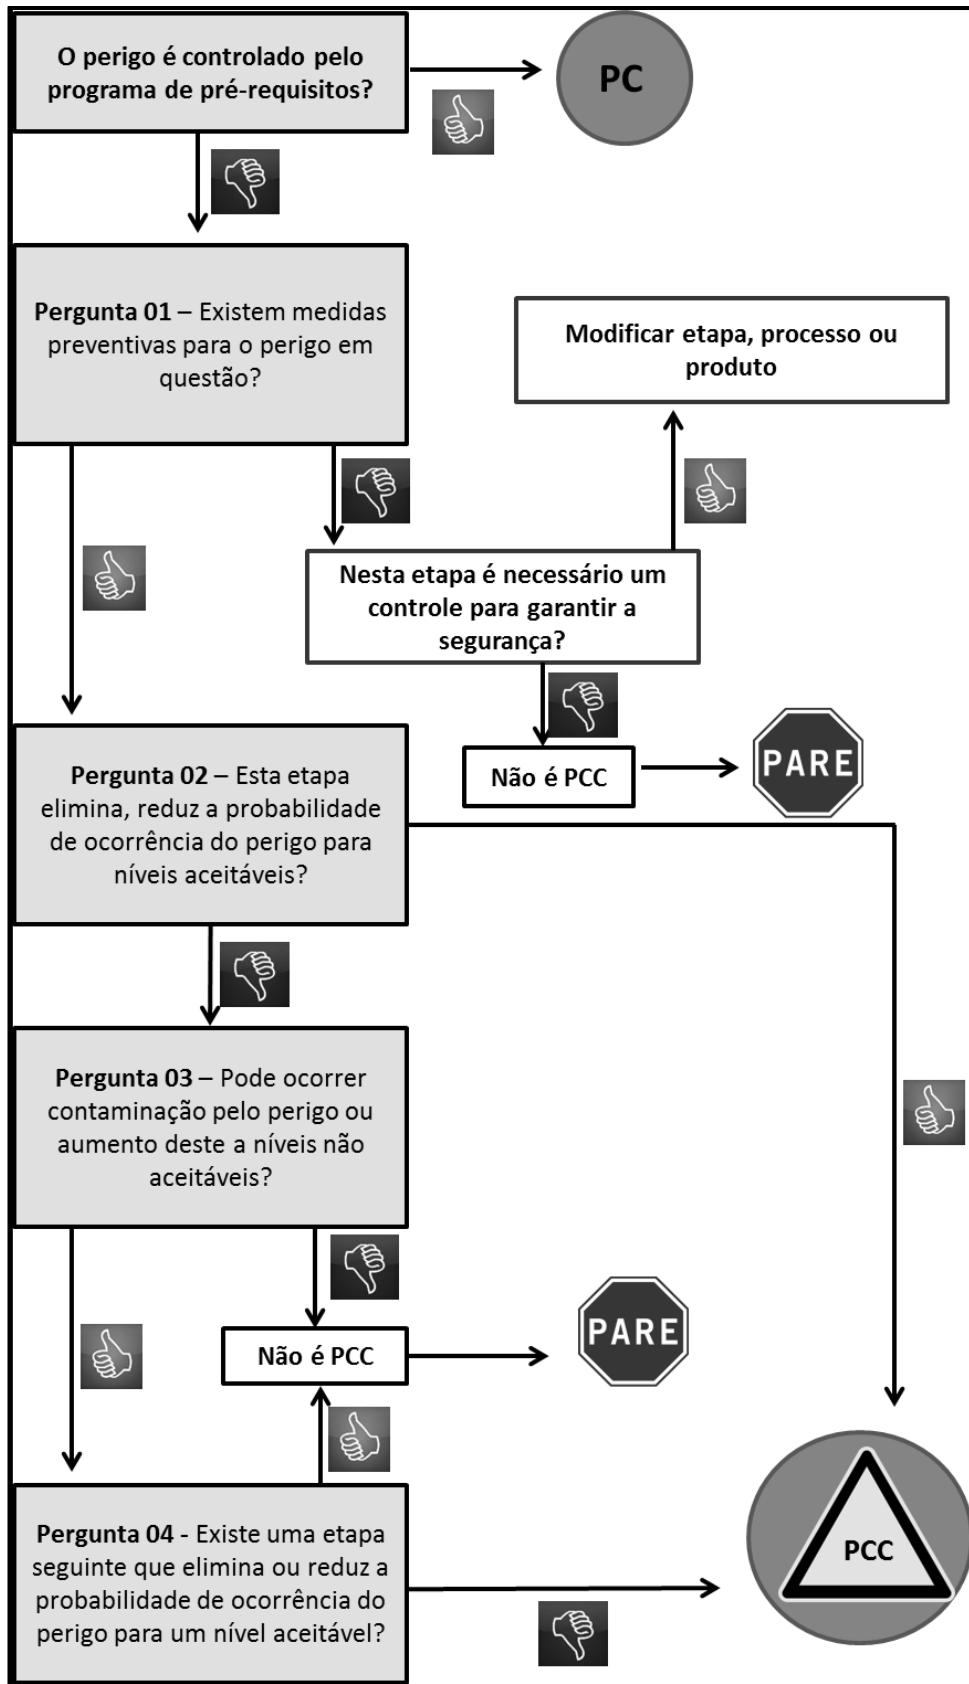 O perigo é controlado pelo
programa de pré-requisitos?
PC
Pergunta 01 – Existem medidas
preventivas para o perigo em
questão?
Modificar etapa, processo ou
produto
Nesta etapa é necessário um
controle para garantir a
segurança?
Não é PCC
PARE
Pergunta 02 – Esta etapa
elimina, reduz a probabilidade
de ocorrência do perigo para
níveis aceitáveis?
Pergunta 03 – Pode ocorrer
contaminação pelo perigo ou
aumento deste a níveis não
aceitáveis?
Não é PCC
PARE
Pergunta 04 - Existe uma etapa
seguinte que elimina ou reduz a
probabilidade de ocorrência do
perigo para um nível aceitável?
PCC